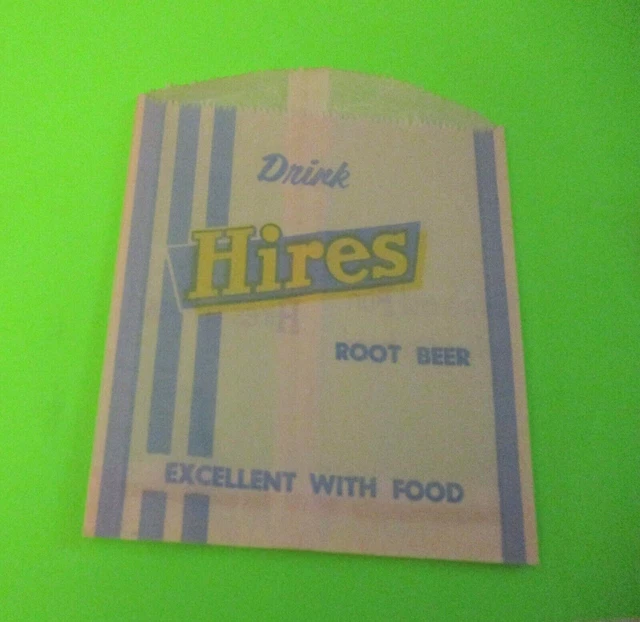 Drink
Hires
ROOT BEER
EXCELLENT WITH FOOD